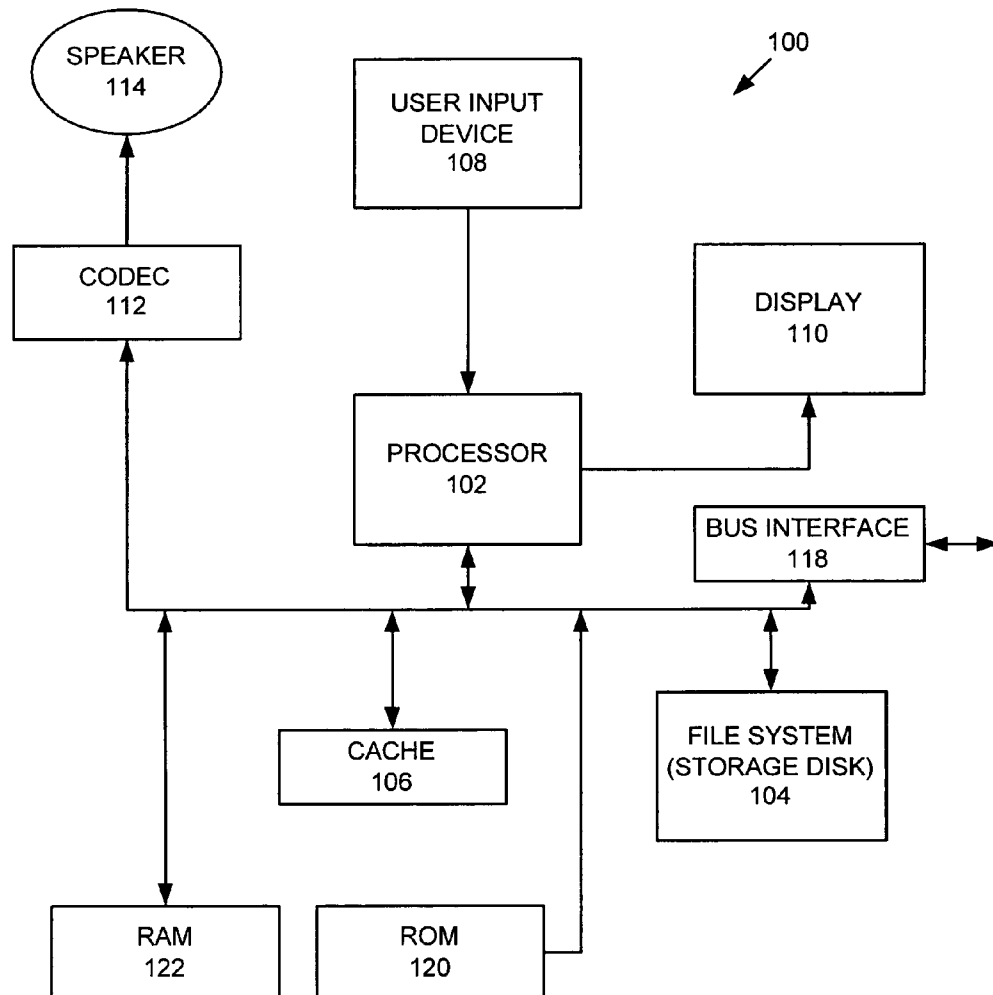 SPEAKER
114
100
USER INPUT
DEVICE
108
CODEC
112
DISPLAY
110
PROCESSOR
102
BUS INTERFACE
118
CACHE
106
FILE SYSTEM
(STORAGE DISK)
104
RAM
122
ROM
120